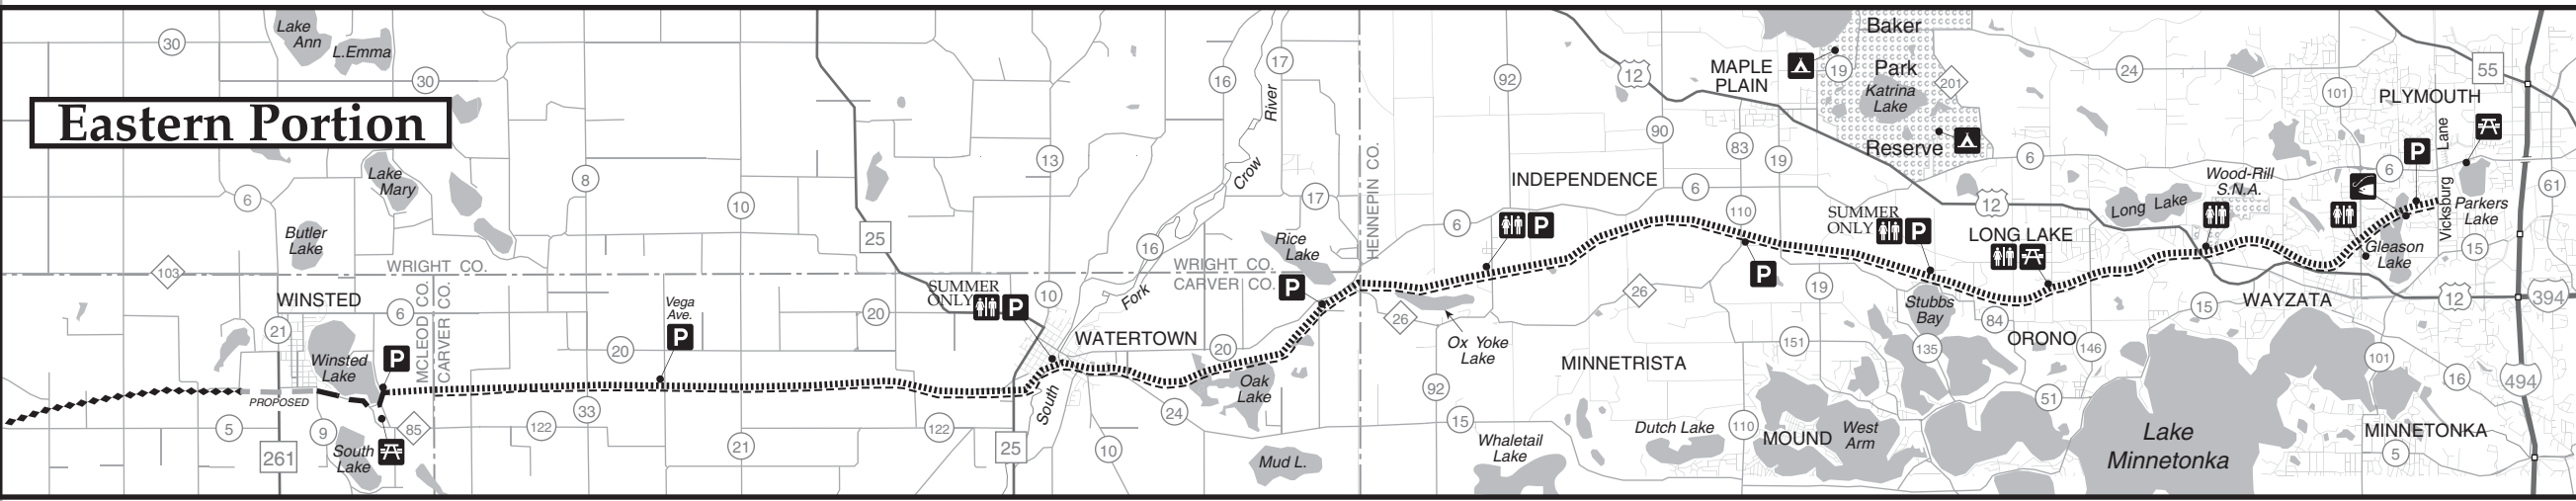 Eastern Portion
Lake
Ann
L.Emma
30
30
Lake
Mary
6
Butler
Lake
103
WRIGHT CO.
MCLEOD CO.
CARVER CO.
WINSTED
21
6
Winsted
Lake
P
PROPOSED
5
261
9
South
Lake
85
8
10
20
Vega
Ave.
P
33
122
21
20
25
SUMMER
ONLY
P
10
122
25
13
16
17
River
Crow
Fork
South
16
17
WATERTOWN
20
24
10
WRIGHT CO.
CARVER CO.
Rice
Lake
P
Oak
Lake
Mud L.
HENNEPIN CO.
92
6
INDEPENDENCE
P
26
Ox Yoke
Lake
92
15
Whaletail
Lake
12
MAPLE
PLAIN
90
83
19
6
110
P
26
MINNETRISTA
Dutch Lake
110
151
19
MOUND
West
Arm
Baker
Park
Reserve
19
Katrina
Lake
201
24
6
12
SUMMER
ONLY
P
LONG LAKE
Stubbs
Bay
84
135
ORONO
146
51
Long Lake
Wood-Rill
S.N.A.
15
WAYZATA
Lake
Minnetonka
101
55
PLYMOUTH
P
6
Vicksburg
Lane
61
Parkers
Lake
15
Gleason
Lake
12
394
101
16
494
MINNETONKA
5